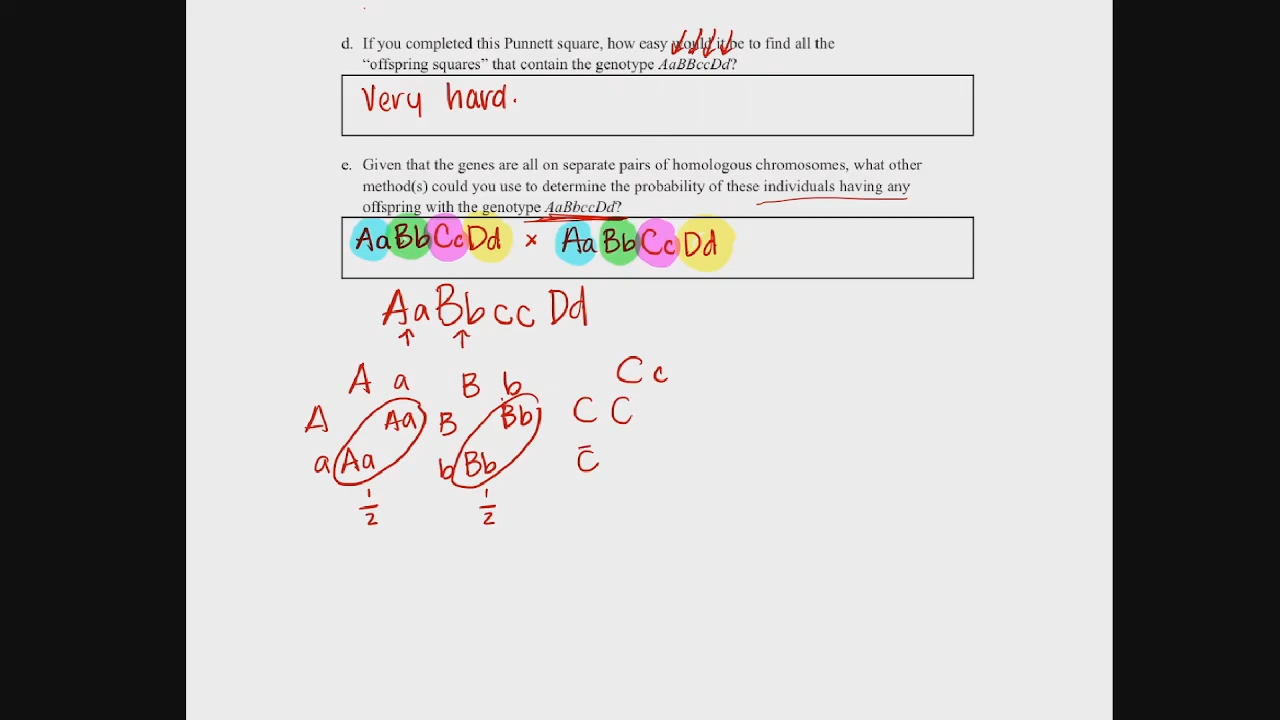 d. If you completed this Punnett square, how easy would it be to find all the
“offspring squares” that contain the genotype AaBBccDd?
Very hard.
e. Given that the genes are all on separate pairs of homologous chromosomes, what other
method(s) could you use to determine the probability of these individuals having any
offspring with the genotype AaBbccDd?
AaBbCcDd × AaBbCcDd
AaBbccDd
A a B b C c
A Aa B Bb C C
a Aa b Bb c
1/2 1/2